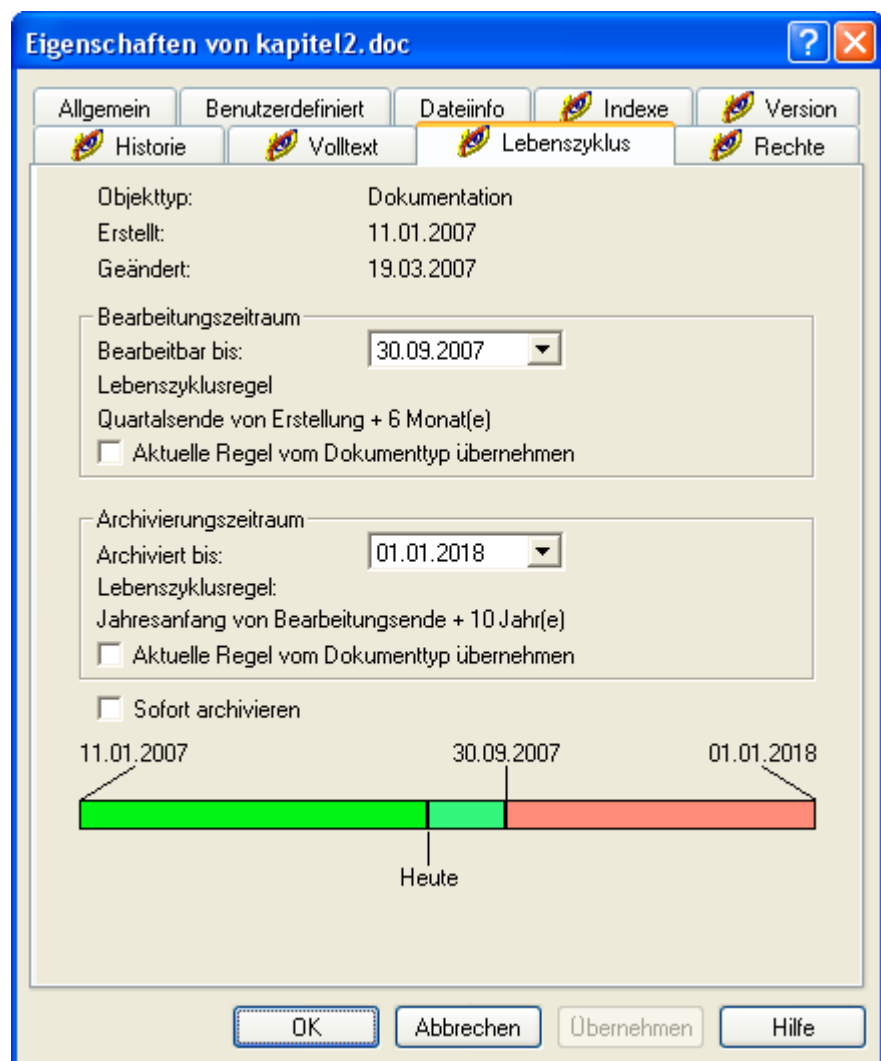 Eigenschaften von kapitel2.doc
Allgemein Benutzerdefiniert Dateiinfo Indexe Version
Historie Volltext Lebenszyklus Rechte
Objekttyp: Dokumentation
Erstellt: 11.01.2007
Geändert: 19.03.2007
Bearbeitungszeitraum
Bearbeitbar bis: 30.09.2007
Lebenszyklusregel
Quartalsende von Erstellung + 6 Monat(e)
Aktuelle Regel vom Dokumenttyp übernehmen
Archivierungszeitraum
Archiviert bis: 01.01.2018
Lebenszyklusregel:
Jahresanfang von Bearbeitungsende + 10 Jahr(e)
Aktuelle Regel vom Dokumenttyp übernehmen
Sofort archivieren
11.01.2007 30.09.2007 01.01.2018
Heute
OK Abbrechen Übernehmen Hilfe